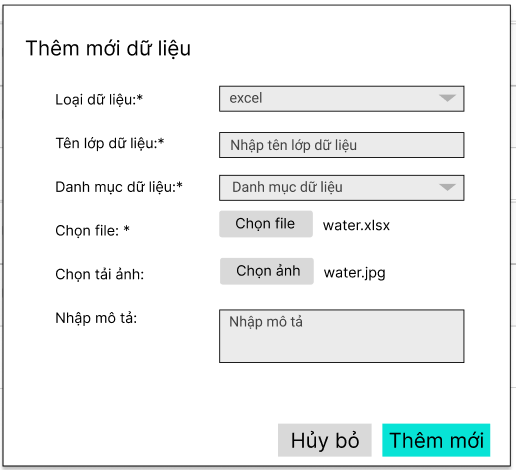 Thêm mới dữ liệu
Loại dữ liệu:* excel
Tên lớp dữ liệu:* Nhập tên lớp dữ liệu
Danh mục dữ liệu:* Danh mục dữ liệu
Chọn file: * Chọn file water.xlsx
Chọn tải ảnh: Chọn ảnh water.jpg
Nhập mô tả: Nhập mô tả
Hủy bỏ Thêm mới